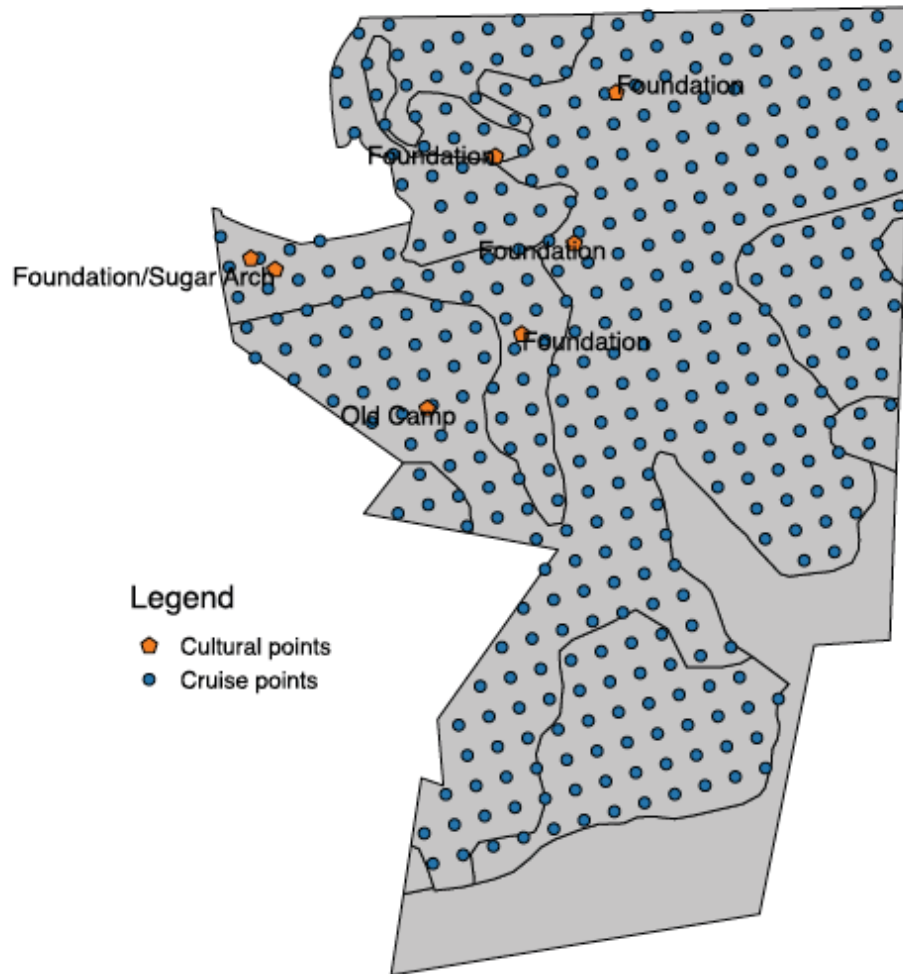 Foundation
Foundation
Foundation
Foundation/Sugar Arch
Foundation
Old Camp
Legend
Cultural points
Cruise points